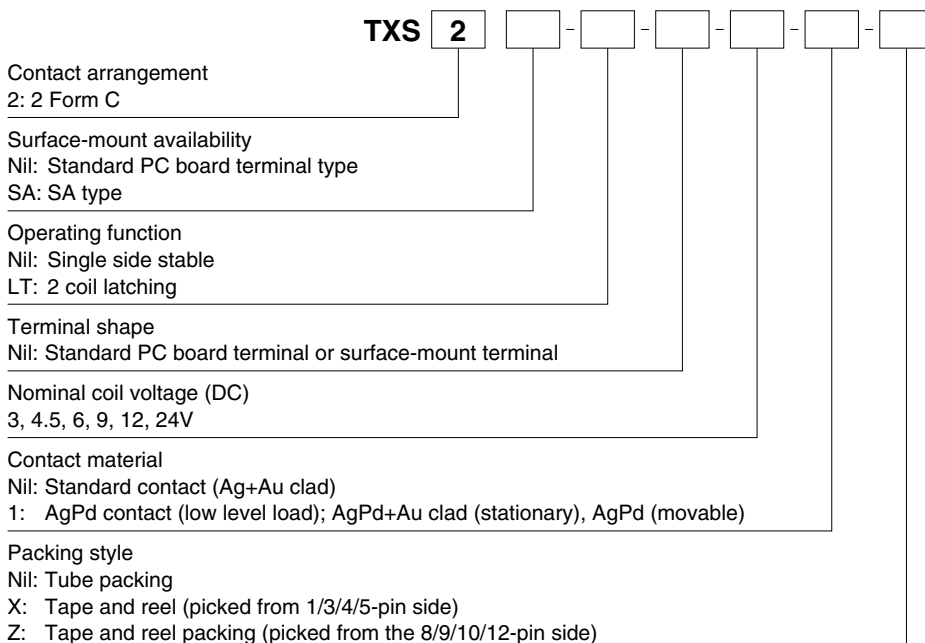 TXS 2 - - - - -
Contact arrangement
2: 2 Form C
Surface-mount availability
Nil: Standard PC board terminal type
SA: SA type
Operating function
Nil: Single side stable
LT: 2 coil latching
Terminal shape
Nil: Standard PC board terminal or surface-mount terminal
Nominal coil voltage (DC)
3, 4.5, 6, 9, 12, 24V
Contact material
Nil: Standard contact (Ag+Au clad)
1: AgPd contact (low level load); AgPd+Au clad (stationary), AgPd (movable)
Packing style
Nil: Tube packing
X: Tape and reel (picked from 1/3/4/5-pin side)
Z: Tape and reel packing (picked from the 8/9/10/12-pin side)